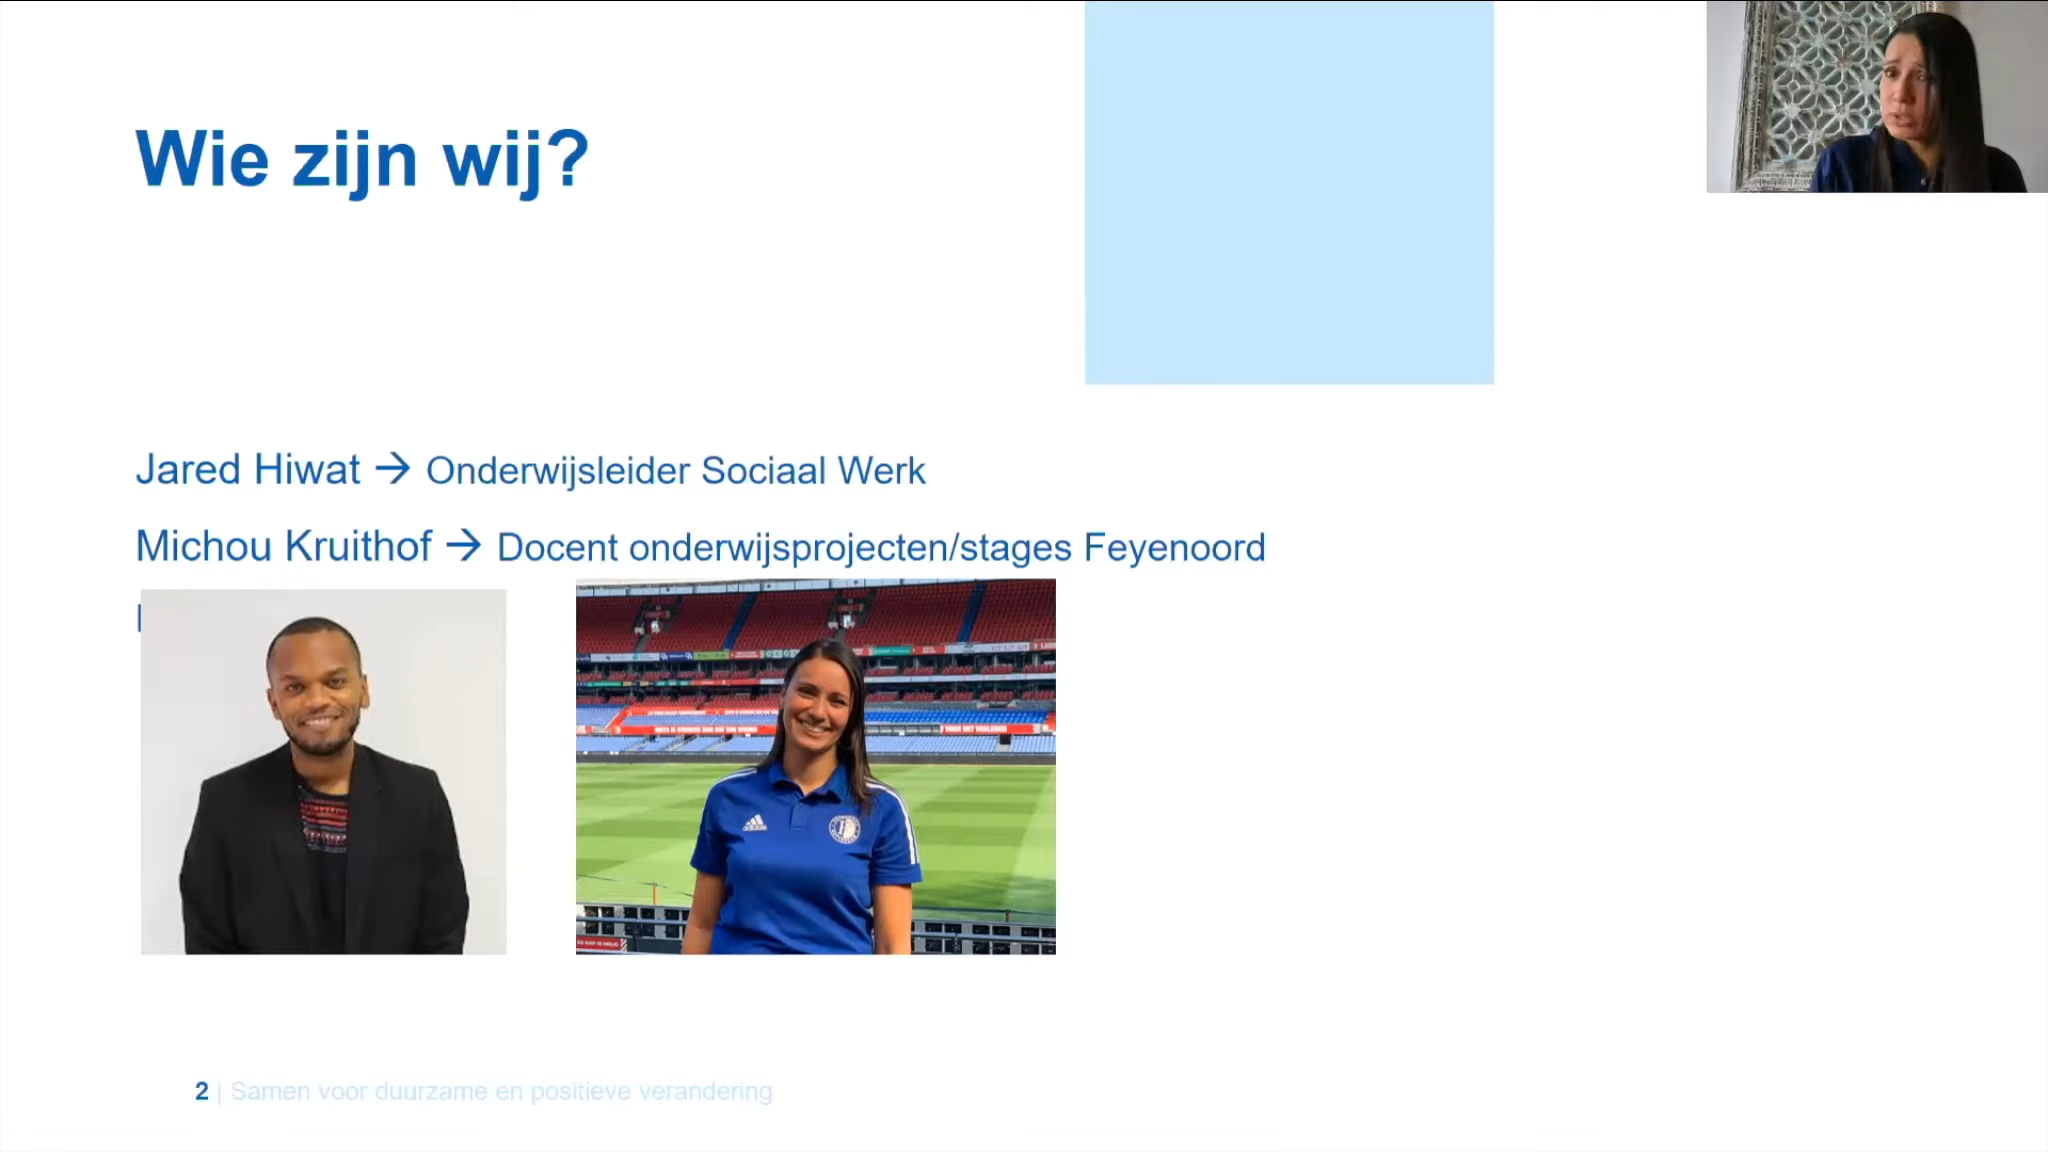 Wie zijn wij?
Jared Hiwat → Onderwijsleider Sociaal Werk
Michou Kruithof → Docent onderwijsprojecten/stages Feyenoord
adidas
2 | Samen voor duurzame en positieve verandering